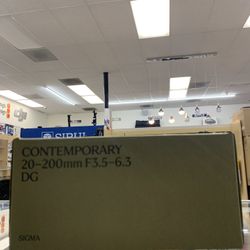 SIRUI
CONTEMPORARY
20-200mm F3.5-6.3
DG
SIGMA